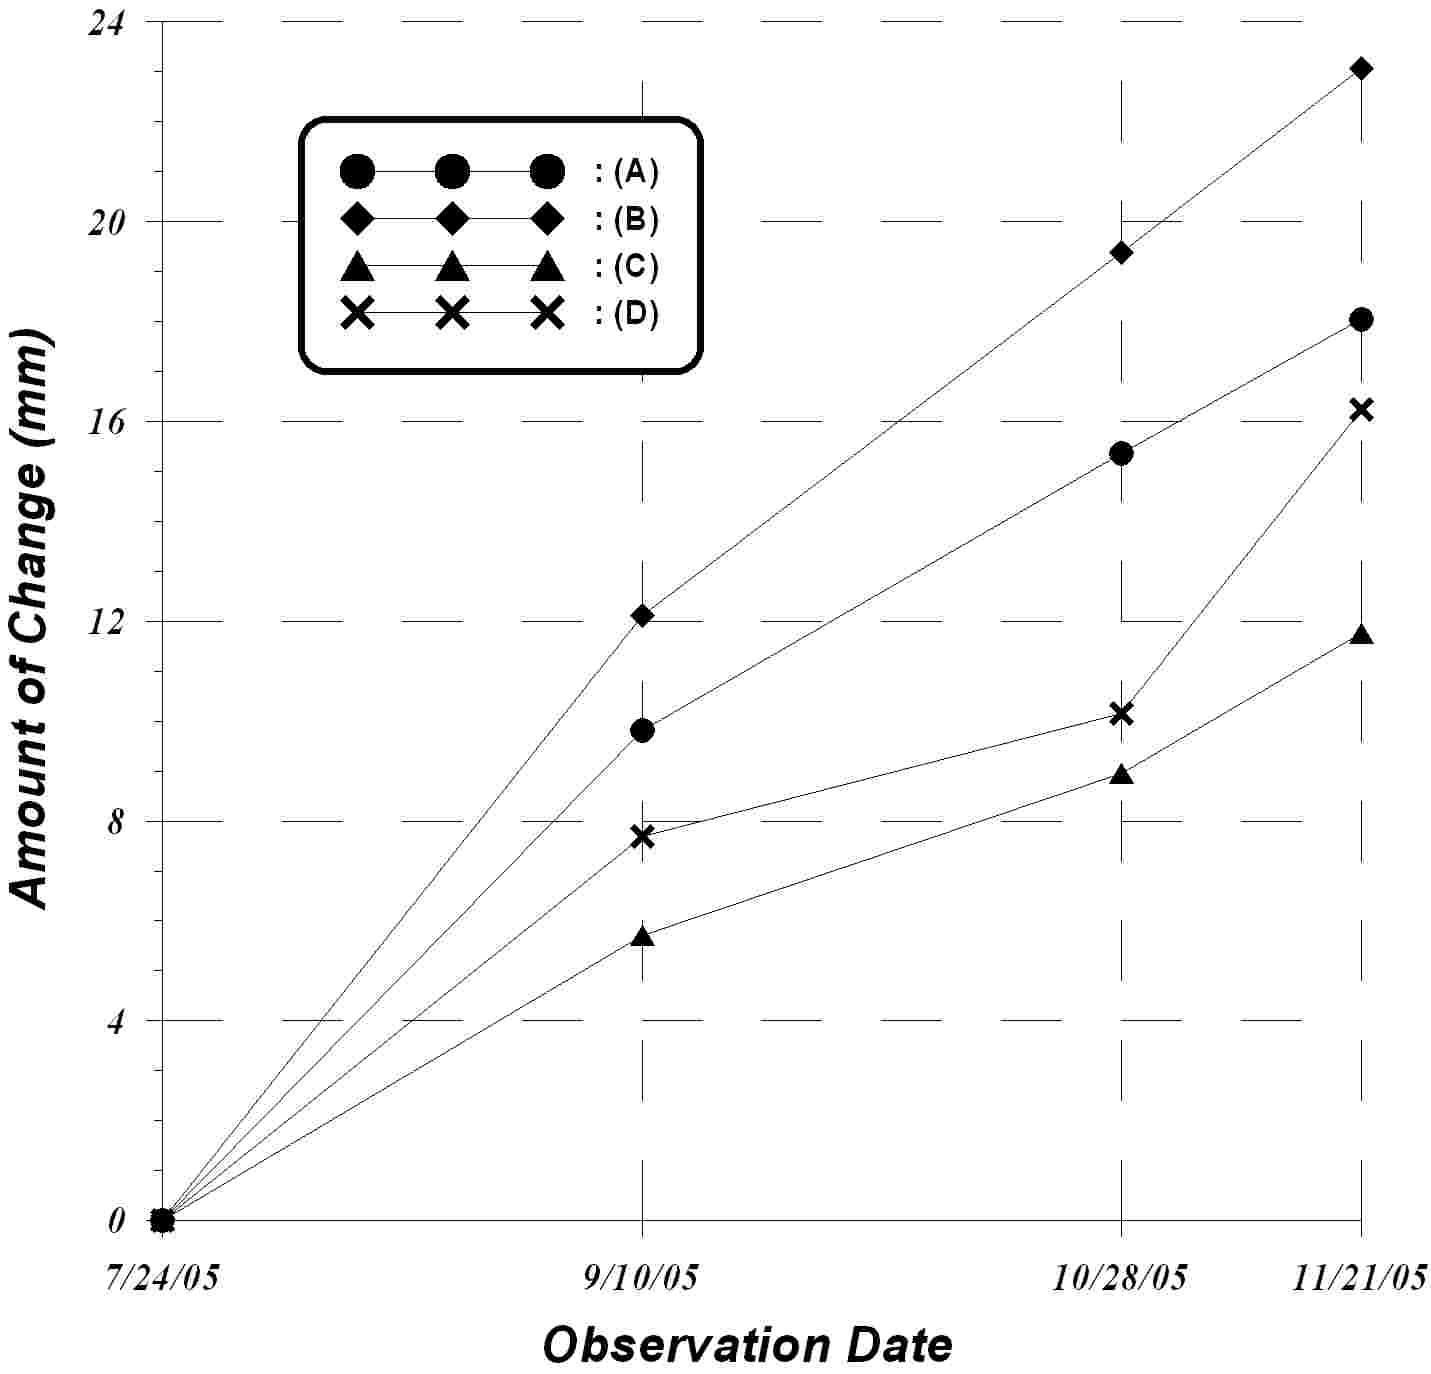 24
20
16
12
8
4
0
Amount of Change (mm)
: (A)
: (B)
: (C)
: (D)
7/24/05 9/10/05 10/28/05 11/21/05
Observation Date